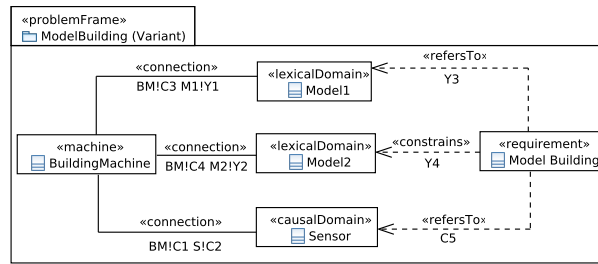 «problemFrame»
ModelBuilding (Variant)
«connection»
BM!C3 M1!Y1
«lexicalDomain»
Model1
«refersTo»
Y3
«machine»
BuildingMachine
«connection»
BM!C4 M2!Y2
«lexicalDomain»
Model2
«constrains»
Y4
«requirement»
Model Building
«connection»
BM!C1 S!C2
«causalDomain»
Sensor
«refersTo»
C5